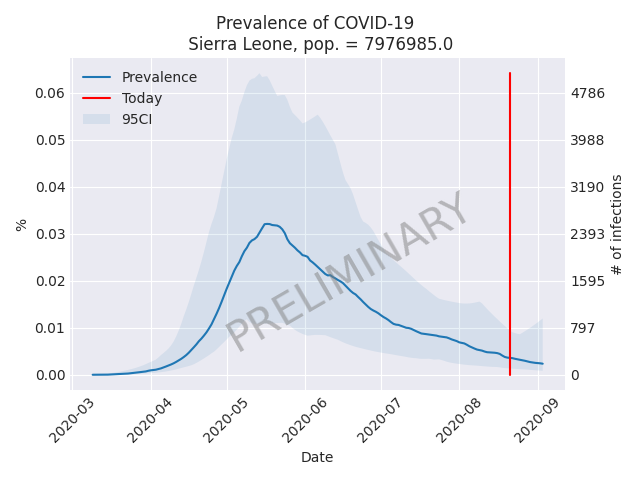 Prevalence of COVID-19
Sierra Leone, pop. = 7976985.0
Prevalence
Today
95CI
0.06
0.05
0.04
0.03
0.02
0.01
0.00
%
4786
3988
3190
2393
1595
797
0
# of infections
PRELIMINARY
2020-03
2020-04
2020-05
2020-06
2020-07
2020-08
2020-09
Date